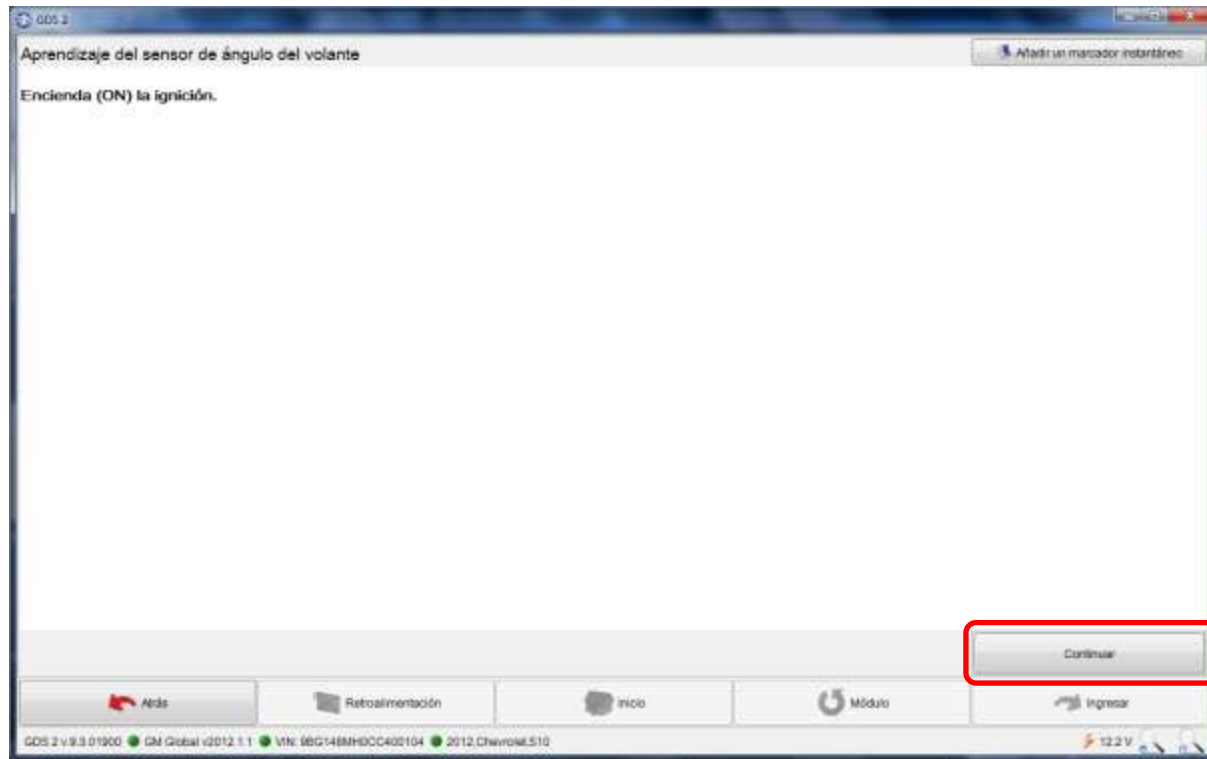 GDS 2
Aprendizaje del sensor de ángulo del volante
Añadir un marcador instantáneo
Encienda (ON) la ignición.
Continuar
Atrás
Retroalimentación
Inicio
Módulo
Ingresar
GDS 2 v.9.3.01900 GM Global v2012.1.1 VIN: 9BG148MH0CC400104 2012,Chevrolet,S10
12.2 V